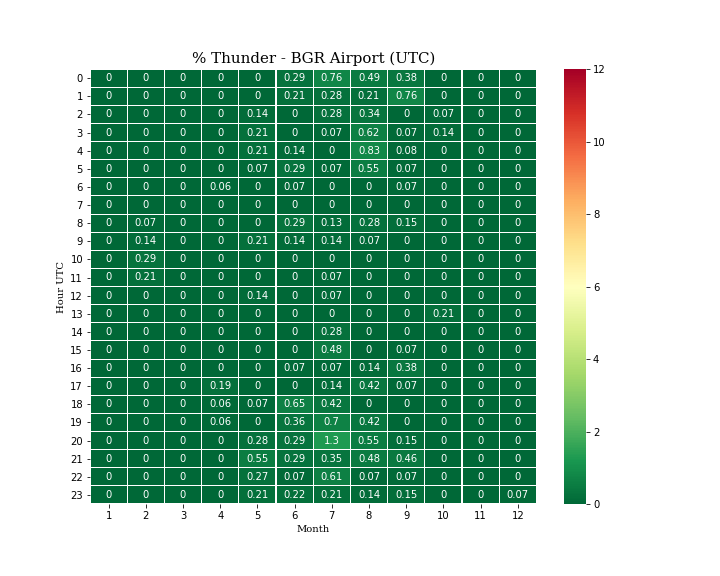 % Thunder - BGR Airport (UTC)
0 0 0 0 0 0 0.29 0.76 0.49 0.38 0 0 0
1 0 0 0 0 0 0.21 0.28 0.21 0.76 0 0 0
2 0 0 0 0 0.14 0 0.28 0.34 0 0.07 0 0
3 0 0 0 0 0.21 0 0.07 0.62 0.07 0.14 0 0
4 0 0 0 0 0.21 0.14 0 0.83 0.08 0 0 0
5 0 0 0 0 0.07 0.29 0.07 0.55 0.07 0 0 0
6 0 0 0 0.06 0 0.07 0 0 0.07 0 0 0
7 0 0 0 0 0 0 0 0 0 0 0 0
8 0 0.07 0 0 0 0.29 0.13 0.28 0.15 0 0 0
9 0 0.14 0 0 0.21 0.14 0.14 0.07 0 0 0 0
10 0 0.29 0 0 0 0 0 0 0 0 0 0
11 0 0.21 0 0 0 0 0.07 0 0 0 0 0
12 0 0 0 0 0.14 0 0.07 0 0 0 0 0
13 0 0 0 0 0 0 0 0 0 0.21 0 0
14 0 0 0 0 0 0 0.28 0 0 0 0 0
15 0 0 0 0 0 0 0.48 0 0.07 0 0 0
16 0 0 0 0 0 0.07 0.07 0.14 0.38 0 0 0
17 0 0 0 0.19 0 0 0.14 0.42 0.07 0 0 0
18 0 0 0 0.06 0.07 0.65 0.42 0 0 0 0 0
19 0 0 0 0.06 0 0.36 0.7 0.42 0 0 0 0
20 0 0 0 0 0.28 0.29 1.3 0.55 0.15 0 0 0
21 0 0 0 0 0.55 0.29 0.35 0.48 0.46 0 0 0
22 0 0 0 0 0.27 0.07 0.61 0.07 0.07 0 0 0
23 0 0 0 0 0.21 0.22 0.21 0.14 0.15 0 0 0.07
1 2 3 4 5 6 7 8 9 10 11 12
Month
Hour UTC
12
10
8
6
4
2
0